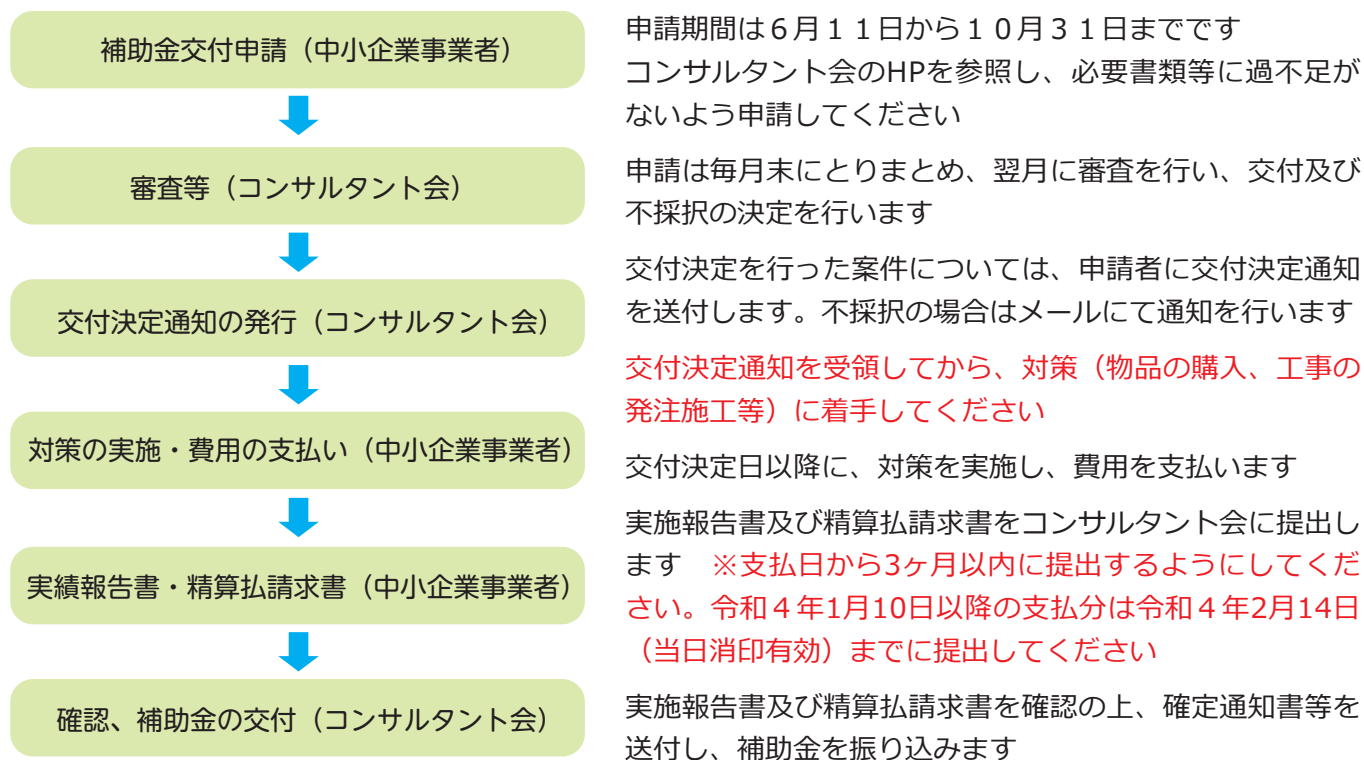 補助金交付申請（中小企業事業者）
申請期間は６月１１日から１０月３１日までです
コンサルタント会のHPを参照し、必要書類等に過不足が
ないよう申請してください
審査等（コンサルタント会）
申請は毎月末にとりまとめ、翌月に審査を行い、交付及び
不採択の決定を行います
交付決定通知の発行（コンサルタント会）
交付決定を行った案件については、申請者に交付決定通知
を送付します。不採択の場合はメールにて通知を行います
交付決定通知を受領してから、対策（物品の購入、工事の
発注施工等）に着手してください
対策の実施・費用の支払い（中小企業事業者）
交付決定日以降に、対策を実施し、費用を支払います
実績報告書・精算払請求書（中小企業事業者）
実施報告書及び精算払請求書をコンサルタント会に提出し
ます　※支払日から3ヶ月以内に提出するようにしてくだ
さい。令和４年1月10日以降の支払分は令和４年2月14日
（当日消印有効）までに提出してください
確認、補助金の交付（コンサルタント会）
実施報告書及び精算払請求書を確認の上、確定通知書等を
送付し、補助金を振り込みます